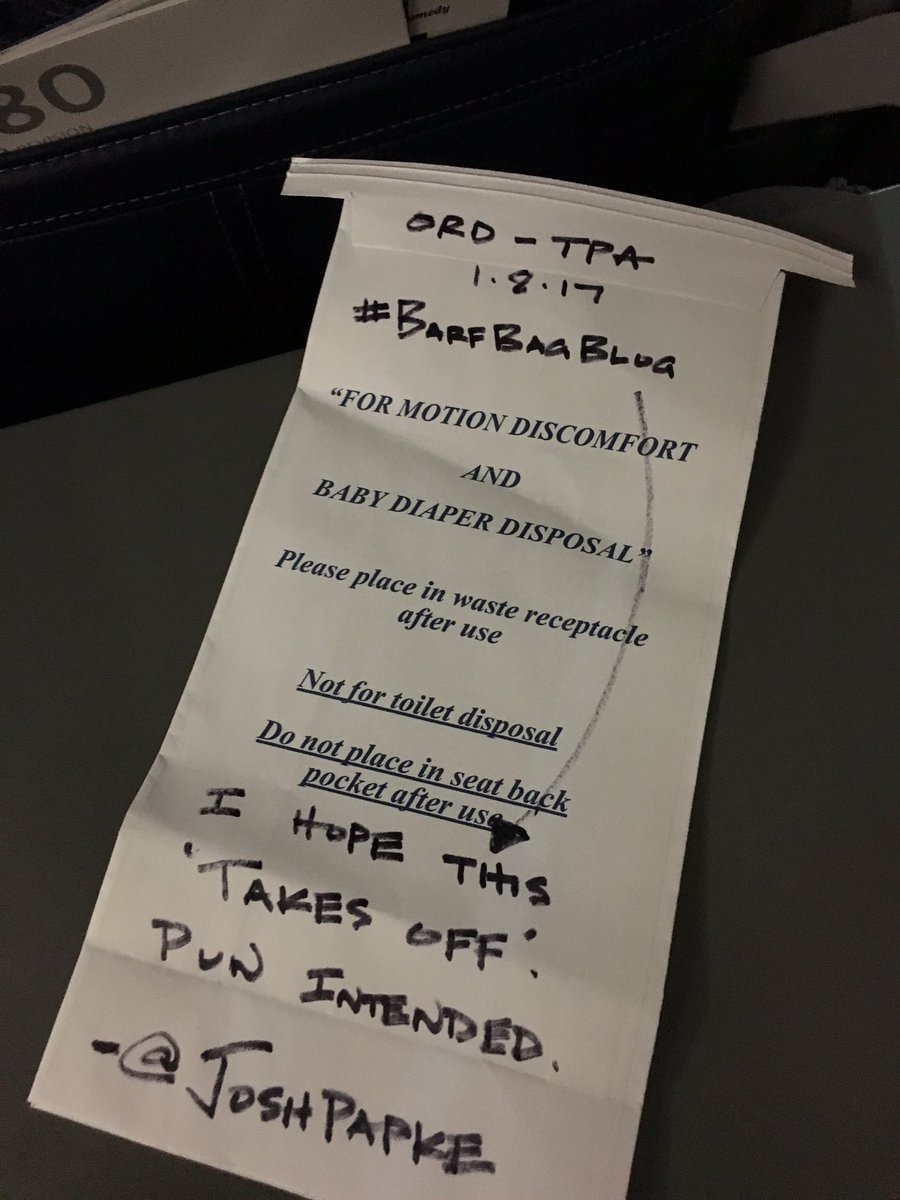 omedy
80
ORD - TPA
1.8.17
#BARFBAGBLOG
“FOR MOTION DISCOMFORT
AND
BABY DIAPER DISPOSAL”
Please place in waste receptacle
after use
Not for toilet disposal
Do not place in seat back
pocket after use
I HOPE THIS
'TAKES OFF'.
PUN INTENDED.
-@JOSHPAPKE